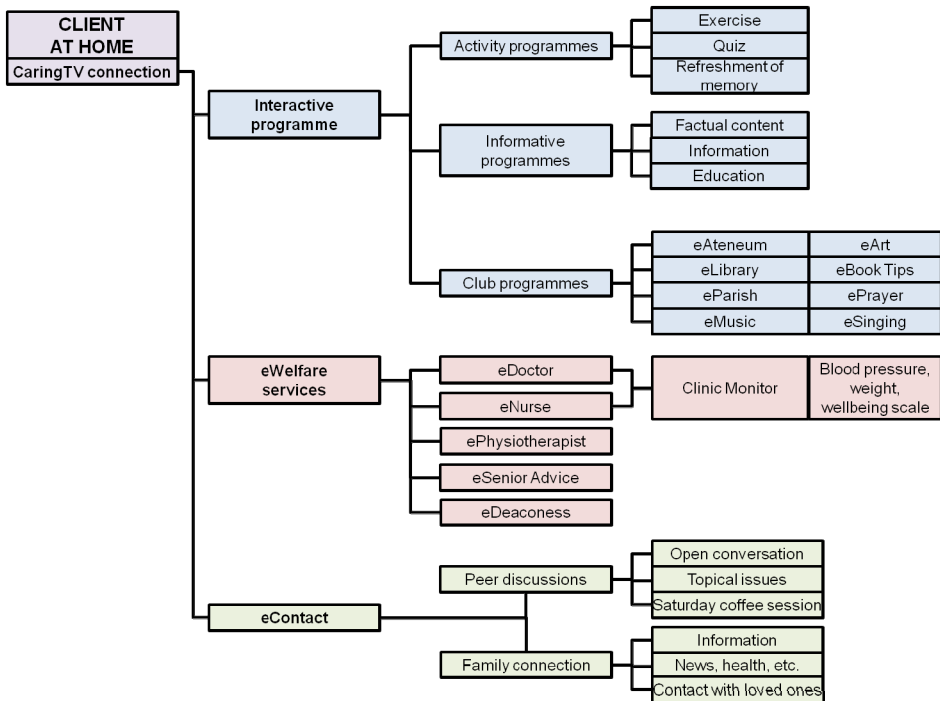 CLIENT
AT HOME
CaringTV connection
Interactive
programme
Activity programmes
Exercise
Quiz
Refreshment of
memory
Informative
programmes
Factual content
Information
Education
Club programmes
eAteneum
eArt
eLibrary
eBook Tips
eParish
ePrayer
eMusic
eSinging
eWelfare
services
eDoctor
eNurse
ePhysiotherapist
eSenior Advice
eDeaconess
Clinic Monitor
Blood pressure,
weight,
wellbeing scale
eContact
Peer discussions
Open conversation
Topical issues
Saturday coffee session
Family connection
Information
News, health, etc.
Contact with loved ones